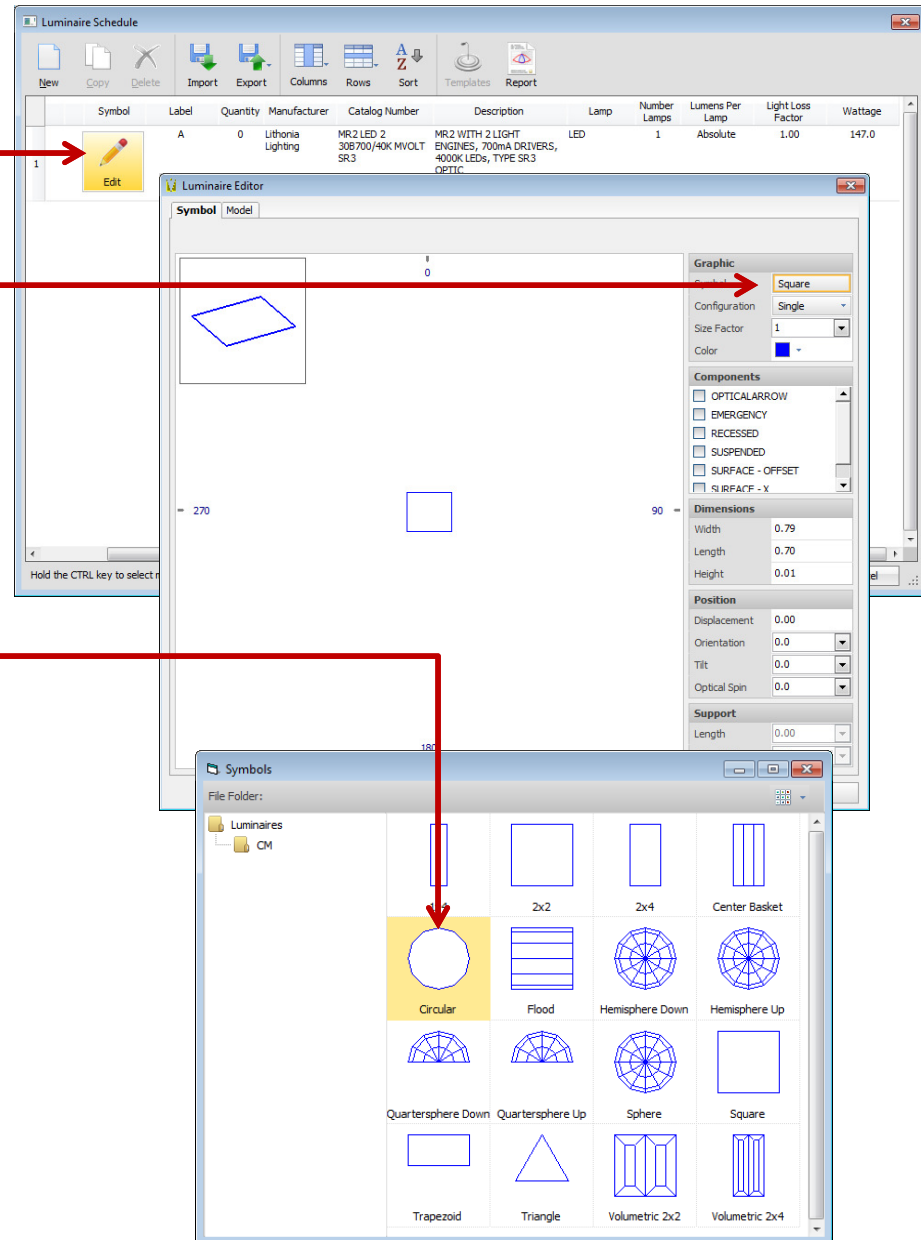 Luminaire Schedule
New Copy Delete Import Export Columns Rows Sort Templates Report
Symbol Label Quantity Manufacturer Catalog Number Description Lamp Number Lamps Lumens Per Lamp Light Loss Factor Wattage
1 Edit A 0 Lithonia Lighting MR2 LED 2 30B700/40K MVOLT SR3 MR2 WITH 2 LIGHT ENGINES, 700mA DRIVERS, 4000K LEDs, TYPE SR3 OPTIC LED 1 Absolute 1.00 147.0
Hold the CTRL key to select
Luminaire Editor
Symbol Model
0
270
90
180
Graphic
Square
Configuration Single
Size Factor 1
Color
Components
OPTICALARROW
EMERGENCY
RECESSED
SUSPENDED
SURFACE - OFFSET
SURFACE - X
Dimensions
Width 0.79
Length 0.70
Height 0.01
Position
Displacement 0.00
Orientation 0.0
Tilt 0.0
Optical Spin 0.0
Support
Length 0.00
Symbols
File Folder:
Luminaires
CM
2x2 2x4 Center Basket
Circular Flood Hemisphere Down Hemisphere Up
Quartersphere Down Quartersphere Up Sphere Square
Trapezoid Triangle Volumetric 2x2 Volumetric 2x4